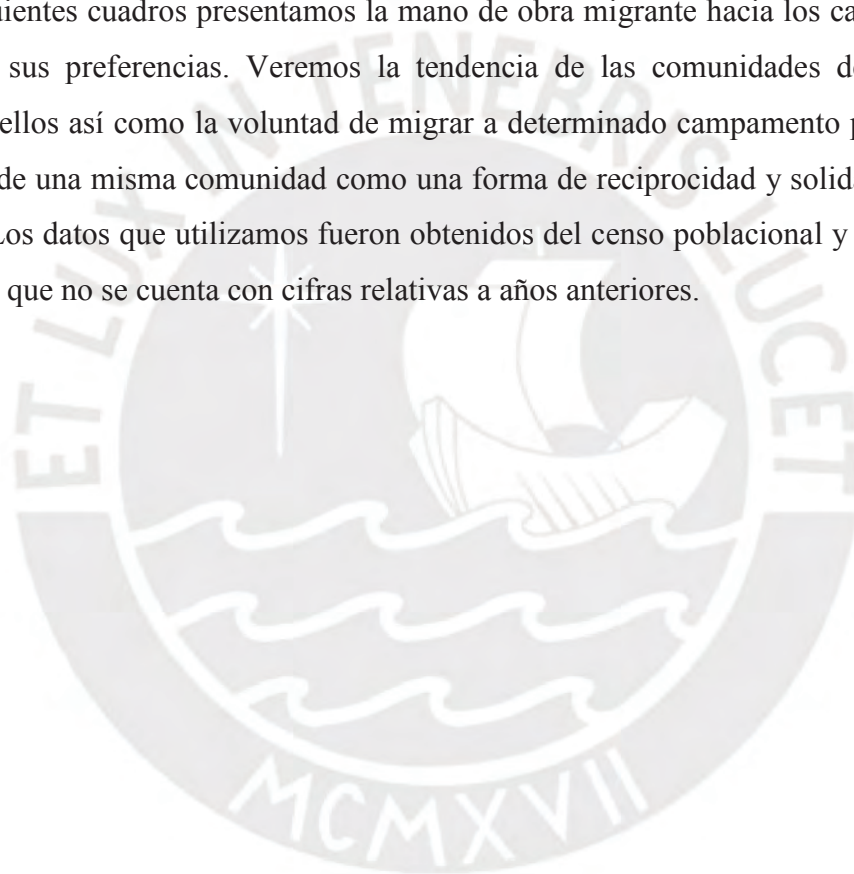 uientes cuadros presentamos la mano de obra migrante hacia los ca
sus preferencias. Veremos la tendencia de las comunidades d
ellos así como la voluntad de migrar a determinado campamento p
de una misma comunidad como una forma de reciprocidad y solida
Los datos que utilizamos fueron obtenidos del censo poblacional y
que no se cuenta con cifras relativas a años anteriores.
ET LUX IN TENEBRIS LUCET
MCMXVII